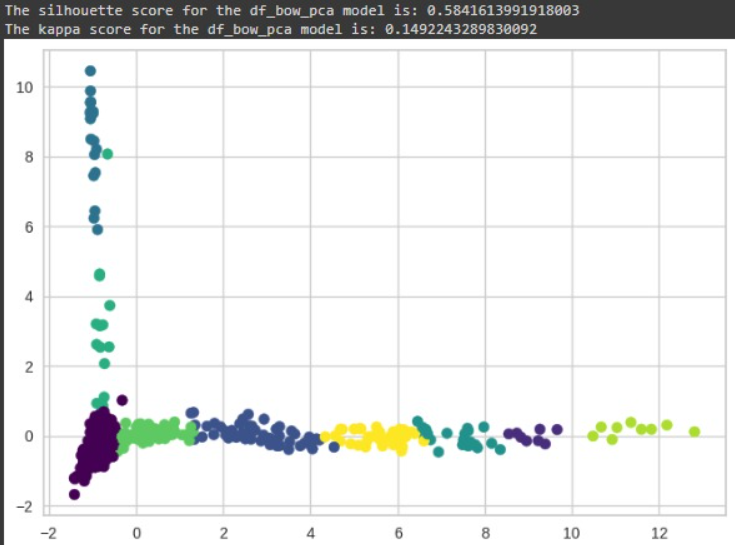 The silhouette score for the df_bow_pca model is: 0.5841613991918003
The kappa score for the df_bow_pca model is: 0.1492243289830092
10
8
6
4
2
0
−2
−2 0 2 4 6 8 10 12